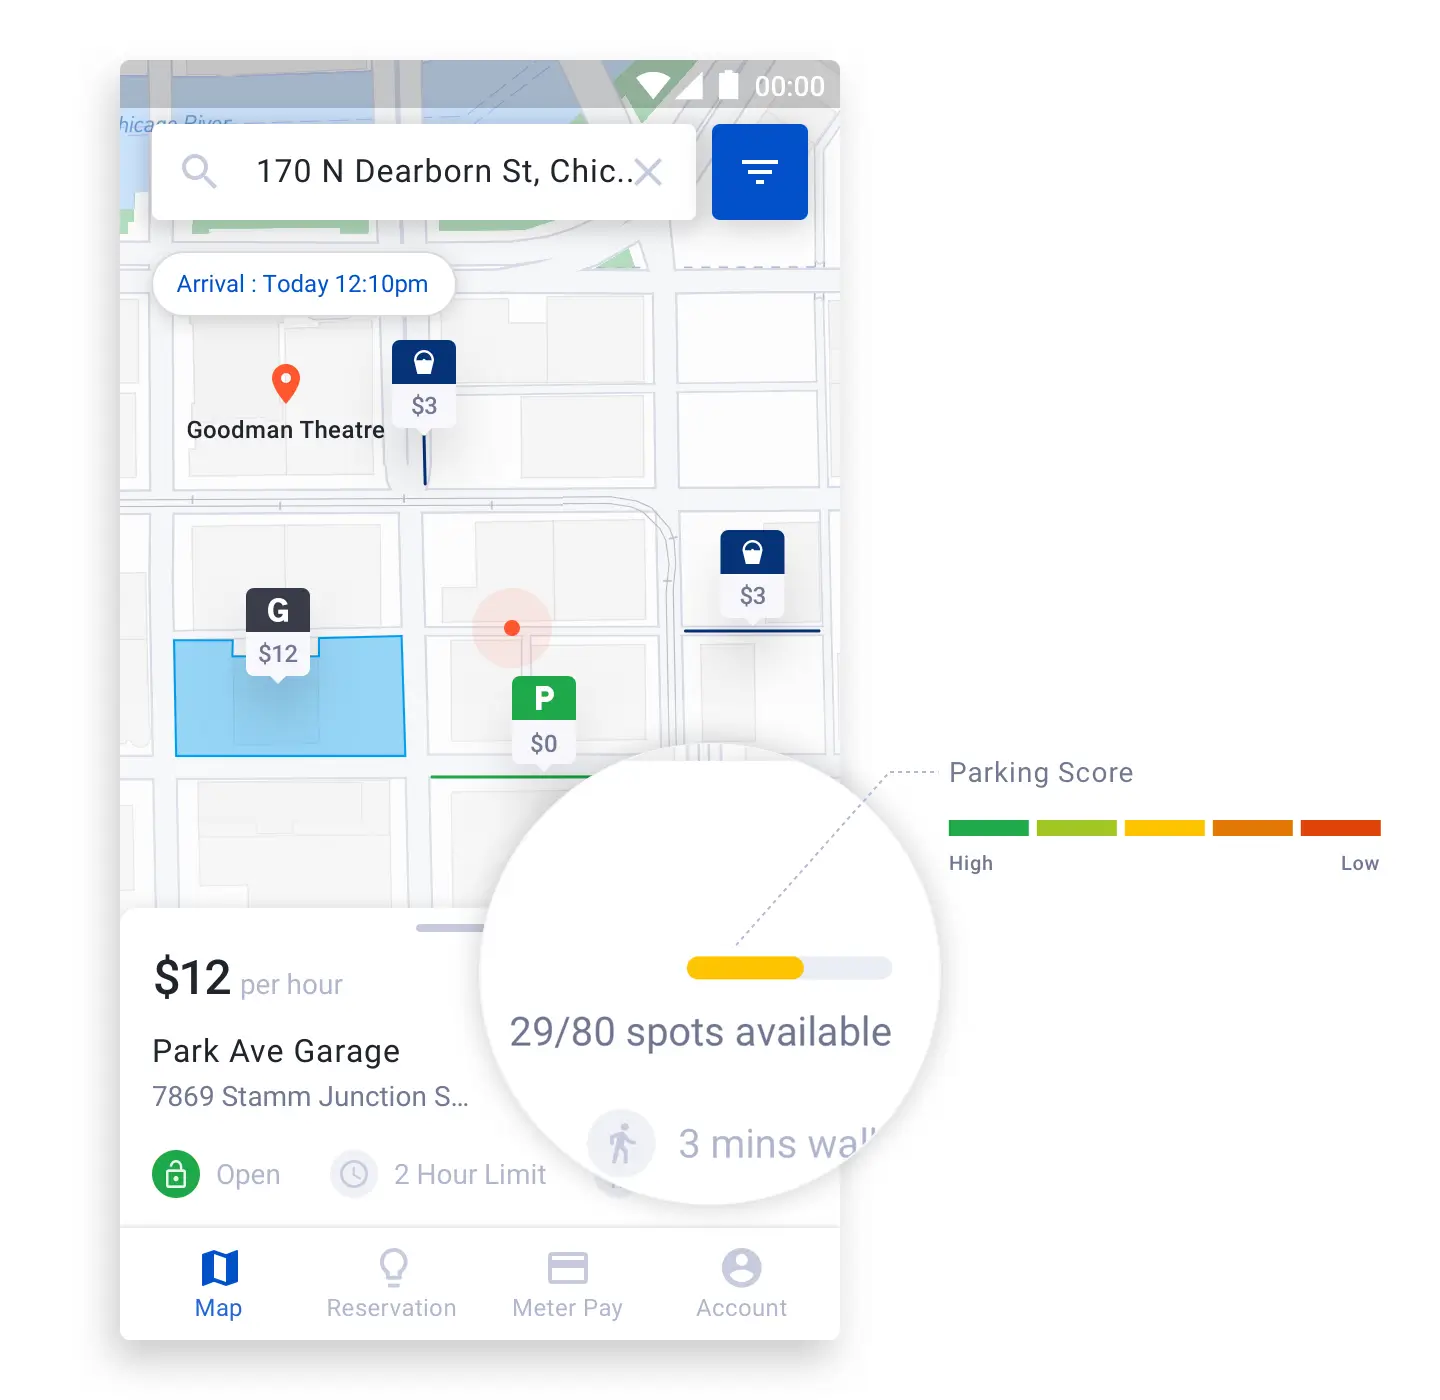 00:00
Chicago River
170 N Dearborn St, Chic..
Arrival : Today 12:10pm
$3
Goodman Theatre
$3
G
$12
P
$0
Parking Score
High
Low
$12 per hour
29/80 spots available
Park Ave Garage
7869 Stamm Junction S...
3 mins wal
Open
2 Hour Limit
Map
Reservation
Meter Pay
Account